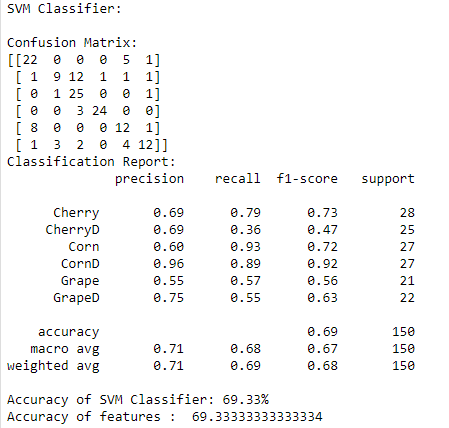 SVM Classifier:
Confusion Matrix:
[[22  0  0  0  5  1]
 [ 1  9 12  1  1  1]
 [ 0  1 25  0  0  1]
 [ 0  0  3 24  0  0]
 [ 8  0  0  0 12  1]
 [ 1  3  2  0  4 12]]
Classification Report:
              precision    recall  f1-score   support
      Cherry       0.69      0.79      0.73        28
     CherryD       0.69      0.36      0.47        25
        Corn       0.60      0.93      0.72        27
       CornD       0.96      0.89      0.92        27
       Grape       0.55      0.57      0.56        21
      GrapeD       0.75      0.55      0.63        22
    accuracy                           0.69       150
   macro avg       0.71      0.68      0.67       150
weighted avg       0.71      0.69      0.68       150
Accuracy of SVM Classifier: 69.33%
Accuracy of features :  69.33333333333334